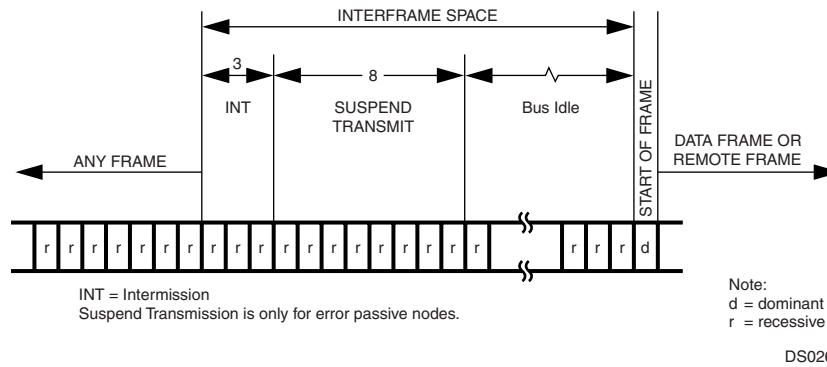 INTERFRAME SPACE
3
8
INT
SUSPEND
TRANSMIT
Bus Idle
START OF FRAME
ANY FRAME
DATA FRAME OR
REMOTE FRAME
r r r r r r r r r r r r r r r r r r r r r r d
INT = Intermission
Suspend Transmission is only for error passive nodes.
Note:
d = dominant
r = recessive
DS026